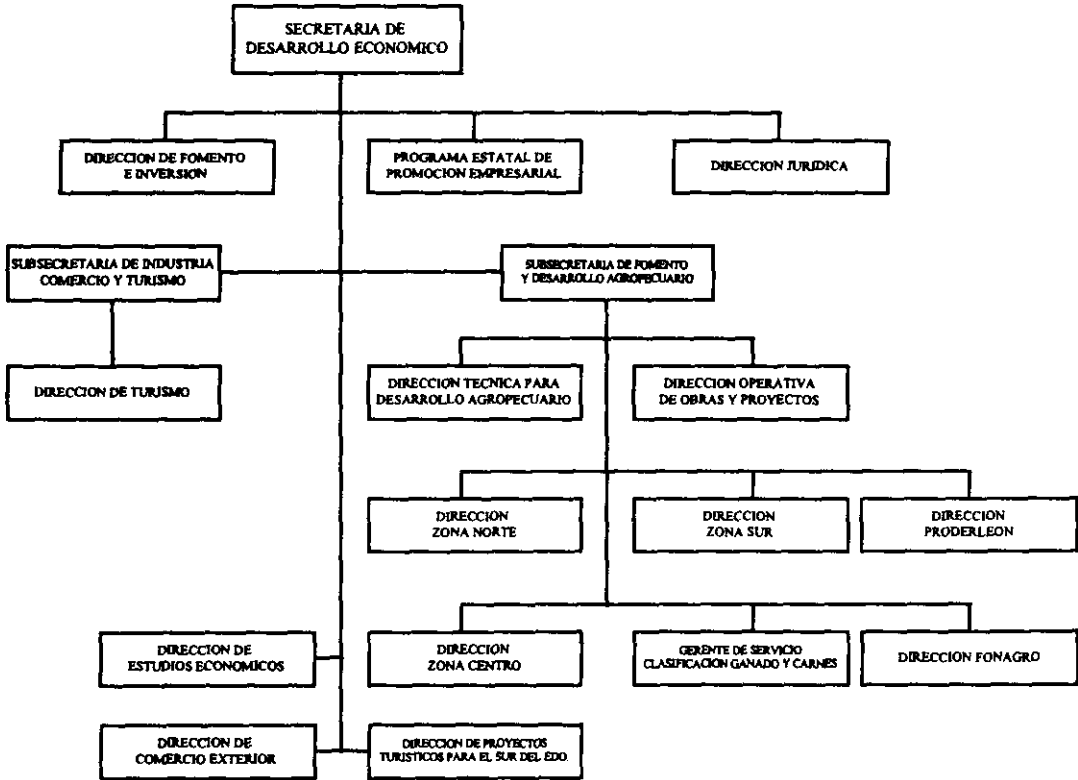 SECRETARIA DE
DESARROLLO ECONOMICO
DIRECCION DE FOMENTO
E INVERSION
PROGRAMA ESTATAL DE
PROMOCION EMPRESARIAL
DIRECCION JURIDICA
SUBSECRETARIA DE INDUSTRIA
COMERCIO Y TURISMO
SUBSECRETARIA DE FOMENTO
Y DESARROLLO AGROPECUARIO
DIRECCION DE TURISMO
DIRECCION TECNICA PARA
DESARROLLO AGROPECUARIO
DIRECCION OPERATIVA
DE OBRAS Y PROYECTOS
DIRECCION
ZONA NORTE
DIRECCION
ZONA SUR
DIRECCION
PRODERLEON
DIRECCION DE
ESTUDIOS ECONOMICOS
DIRECCION
ZONA CENTRO
GERENTE DE SERVICIO
CLASIFICACION GANADO Y CARNES
DIRECCION FONAGRO
DIRECCION DE
COMERCIO EXTERIOR
DIRECCION DE PROYECTOS
TURISTICOS PARA EL SUR DEL EDO.